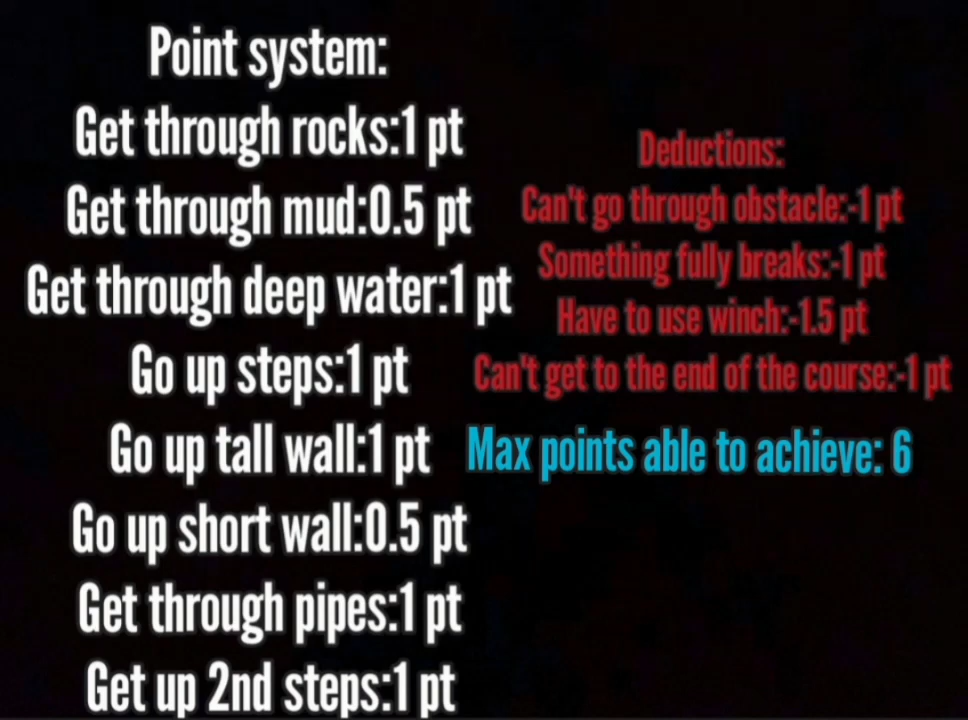 Point system:
Get through rocks:1 pt
Get through mud:0.5 pt
Get through deep water:1 pt
Go up steps:1 pt
Go up tall wall:1 pt
Go up short wall:0.5 pt
Get through pipes:1 pt
Get up 2nd steps:1 pt
Deductions:
Can't go through obstacle:-1 pt
Something fully breaks:-1 pt
Have to use winch:-1.5 pt
Can't get to the end of the course:-1 pt
Max points able to achieve: 6